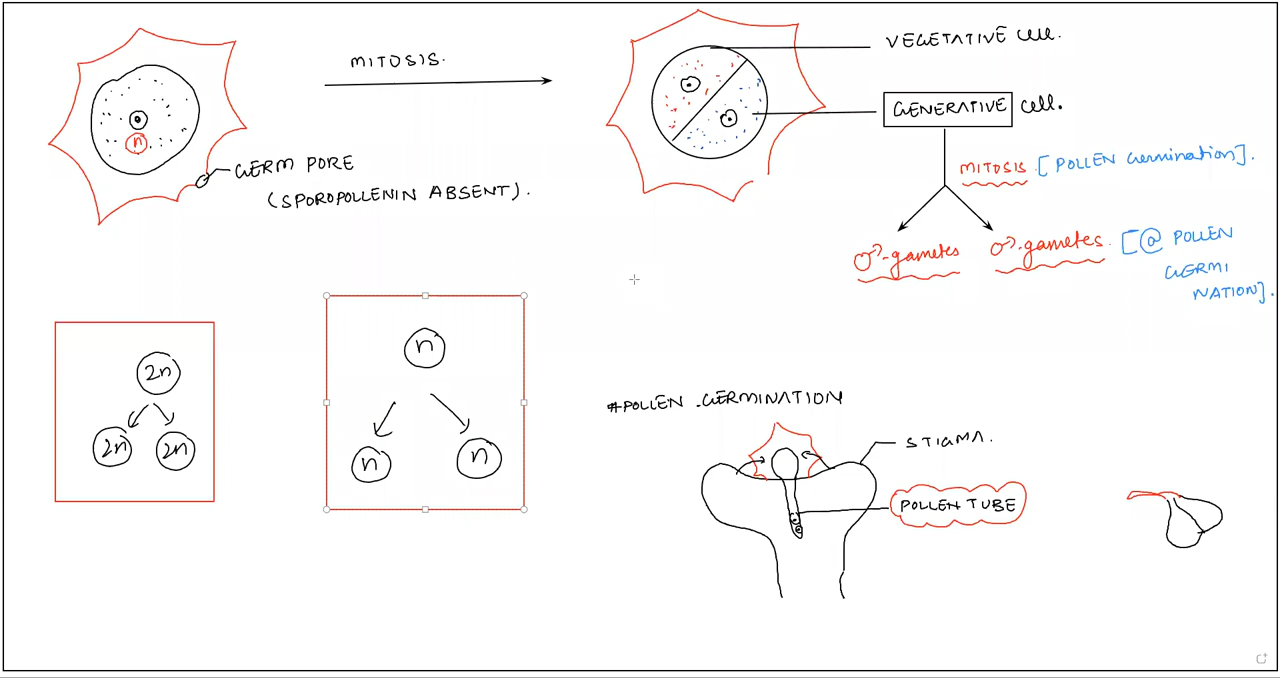 MITOSIS.
VEGETATIVE cell.
GENERATIVE cell.
n
GERM PORE
(SPOROPOLLENIN ABSENT).
MITOSIS [POLLEN Germination].
♂-gametes ♂-gametes. [@ POLLEN
GERMI
NATION].
n
2n
2n 2n
n n
#POLLEN GERMINATION
STIGMA.
POLLEN TUBE